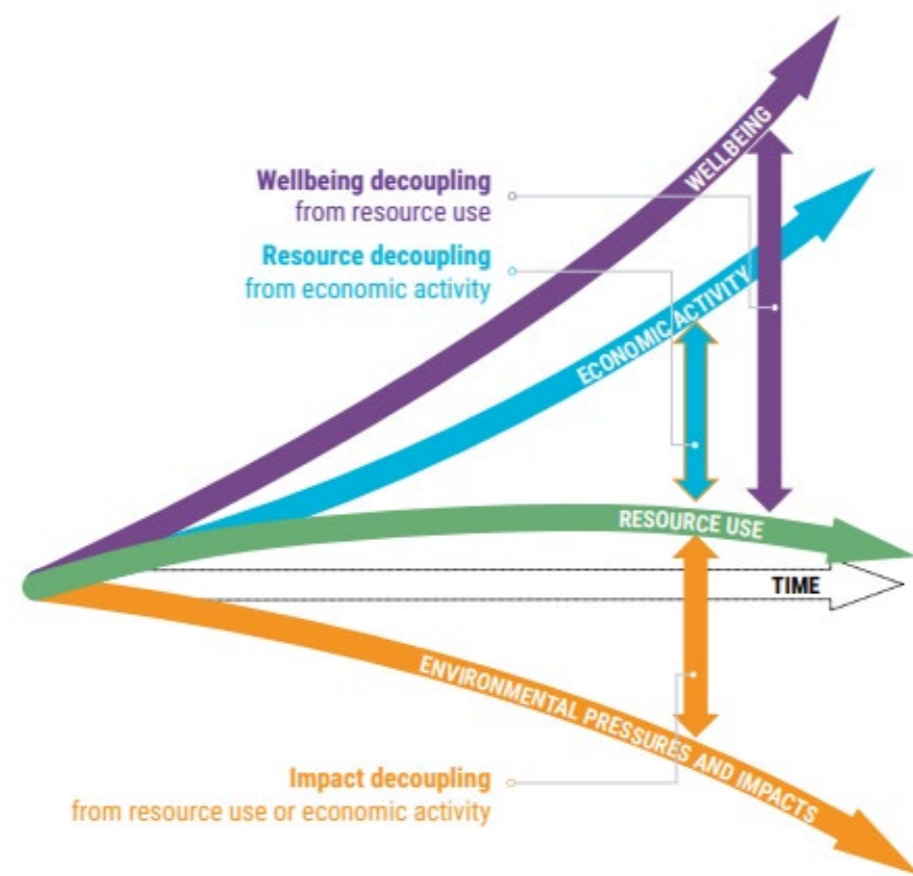 WELLBEING
Wellbeing decoupling
from resource use
Resource decoupling
from economic activity
ECONOMIC ACTIVITY
RESOURCE USE
TIME
ENVIRONMENTAL PRESSURES AND IMPACTS
Impact decoupling
from resource use or economic activity